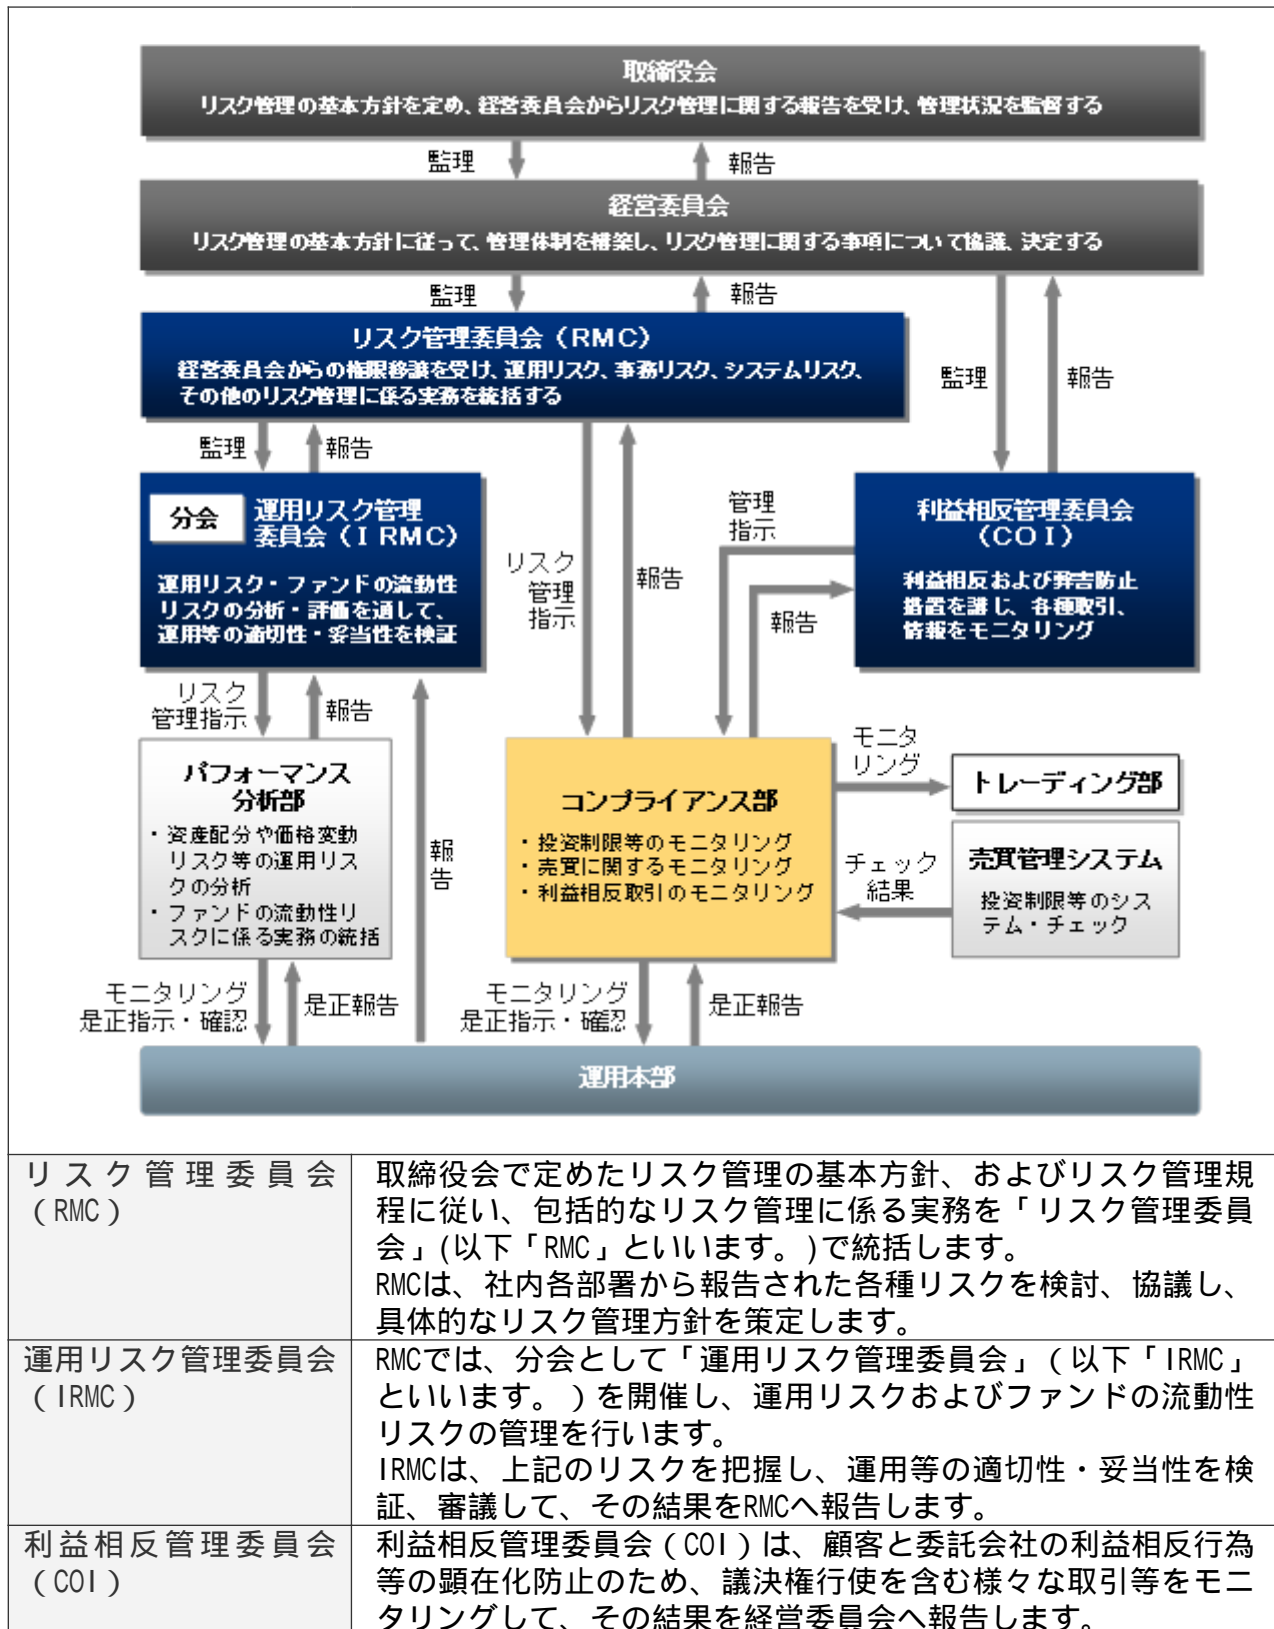 取締役会
リスク管理の基本方針を定め、経営委員会からリスク管理に関する報告を受け、管理状況を監督する
監理
報告
経営委員会
リスク管理の基本方針に従って、管理体制を構築し、リスク管理に関する事項について協議、決定する
監理
報告
リスク管理委員会（RMC）
経営委員会からの権限移譲を受け、運用リスク、事務リスク、システムリスク、
その他のリスク管理に係る実務を統括する
監理
報告
監理
報告
分会
運用リスク管理
委員会（IRMC）
運用リスク・ファンドの流動性
リスクの分析・評価を通して、
運用等の適切性・妥当性を検証
リスク
管理
指示
報告
管理
指示
報告
利益相反管理委員会
（COI）
利益相反および弊害防止
措置を講じ、各種取引、
情報をモニタリング
リスク
管理指示
報告
パフォーマンス
分析部
・資産配分や価格変動
リスク等の運用リス
クの分析
・ファンドの流動性リ
スクに係る実務の統括
報
告
コンプライアンス部
・投資制限等のモニタリング
・売買に関するモニタリング
・利益相反取引のモニタリング
モニタ
リング
トレーディング部
チェック
結果
売買管理システム
投資制限等のシス
テム・チェック
モニタリング
是正指示・確認
是正報告
モニタリング
是正指示・確認
是正報告
運用本部
リスク管理委員会
（RMC）
取締役会で定めたリスク管理の基本方針、およびリスク管理規
程に従い、包括的なリスク管理に係る実務を「リスク管理委員
会」(以下「RMC」といいます。)で統括します。
RMCは、社内各部署から報告された各種リスクを検討、協議し、
具体的なリスク管理方針を策定します。
運用リスク管理委員会
（IRMC）
RMCでは、分会として「運用リスク管理委員会」（以下「IRMC」
といいます。）を開催し、運用リスクおよびファンドの流動性
リスクの管理を行います。
IRMCは、上記のリスクを把握し、運用等の適切性・妥当性を検
証、審議して、その結果をRMCへ報告します。
利益相反管理委員会
（COI）
利益相反管理委員会（COI）は、顧客と委託会社の利益相反行為
等の顕在化防止のため、議決権行使を含む様々な取引等をモニ
タリングして、その結果を経営委員会へ報告します。